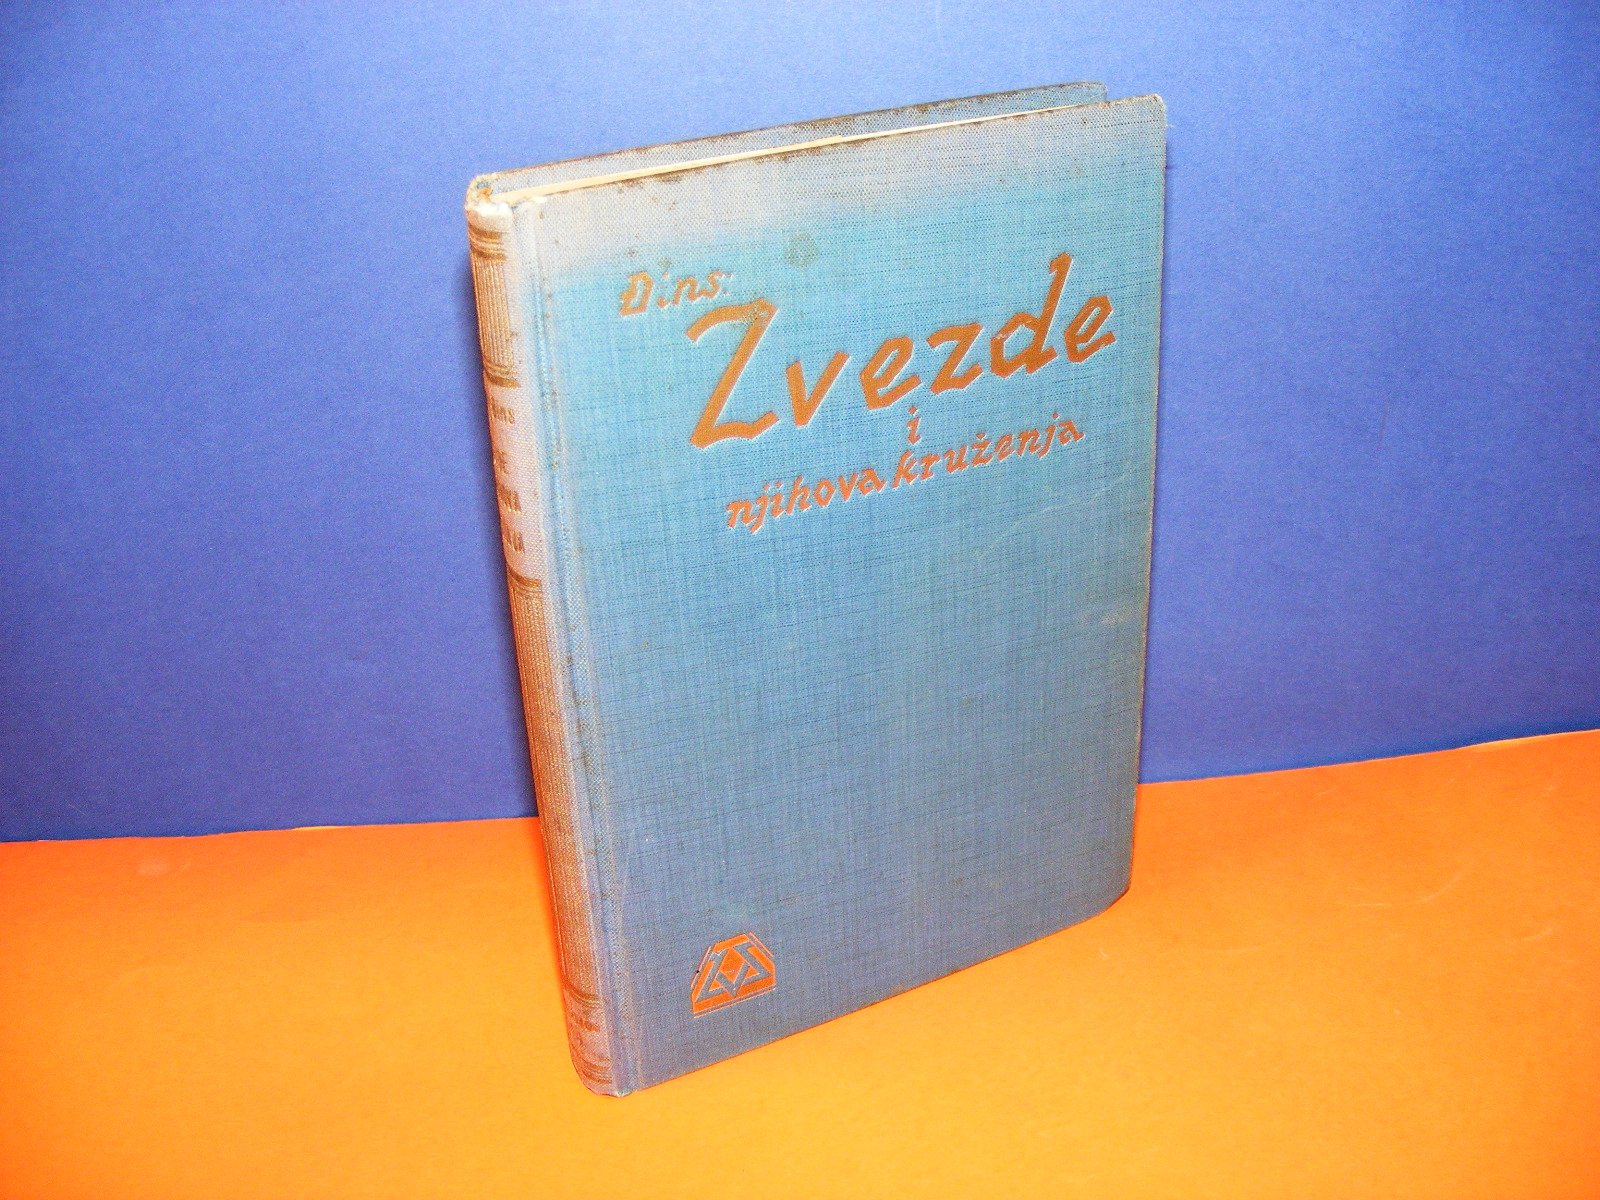 Đins:
Zvezde
i
njihova kruženja